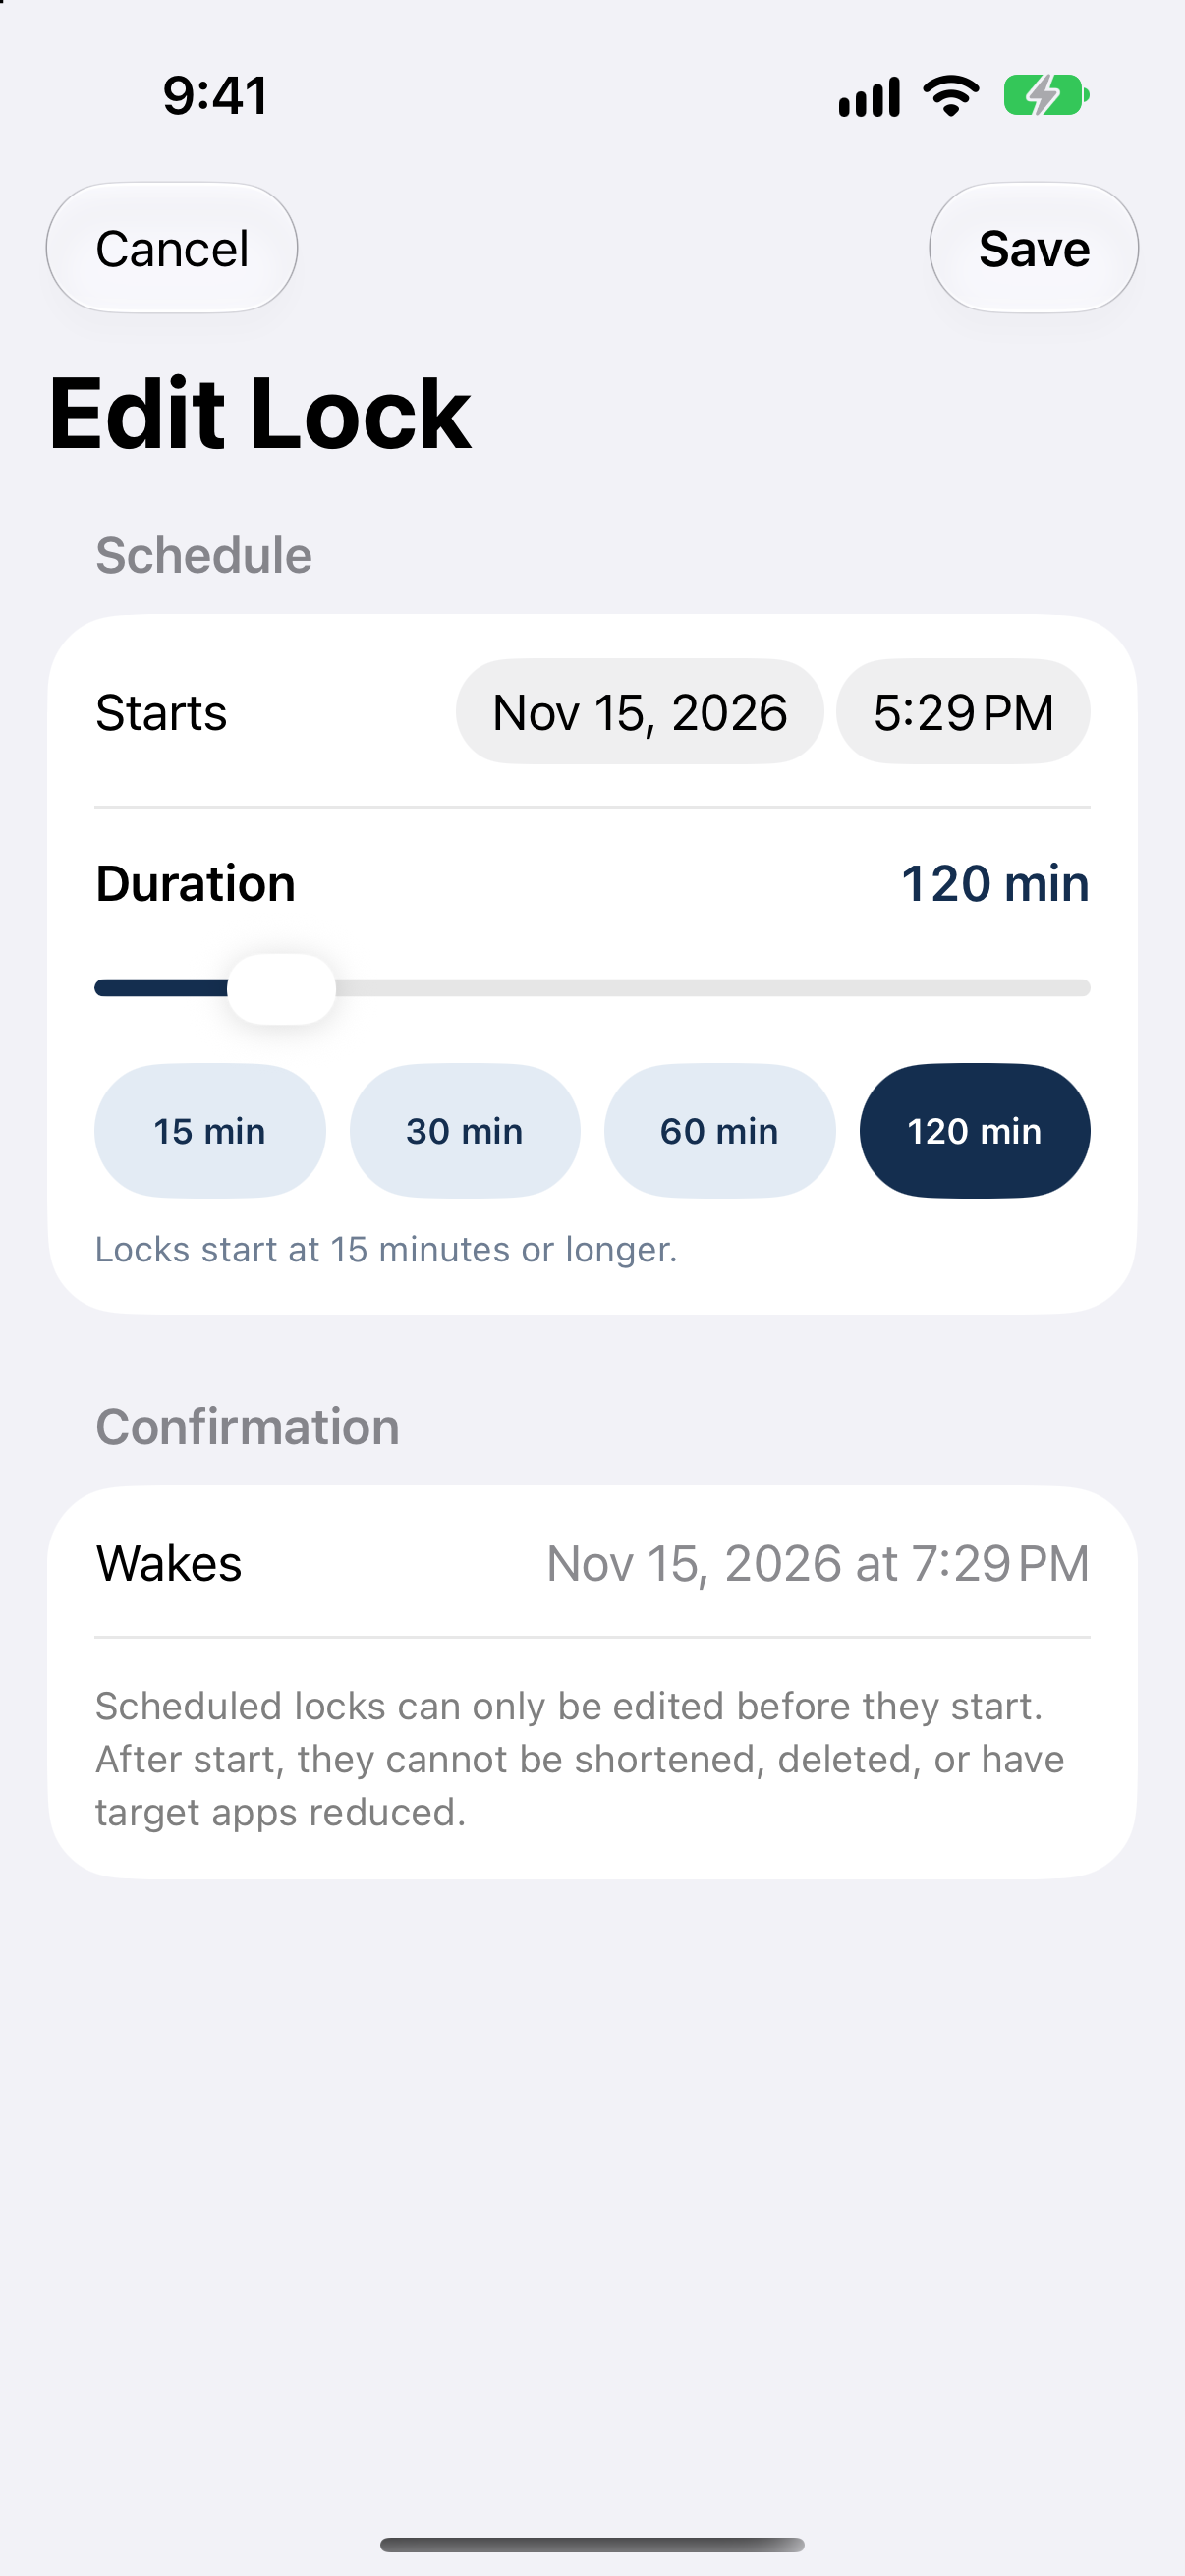 9:41
Cancel
Save
Edit Lock
Schedule
Starts
Nov 15, 2026
5:29 PM
Duration
120 min
15 min
30 min
60 min
120 min
Locks start at 15 minutes or longer.
Confirmation
Wakes
Nov 15, 2026 at 7:29 PM
Scheduled locks can only be edited before they start.
After start, they cannot be shortened, deleted, or have
target apps reduced.